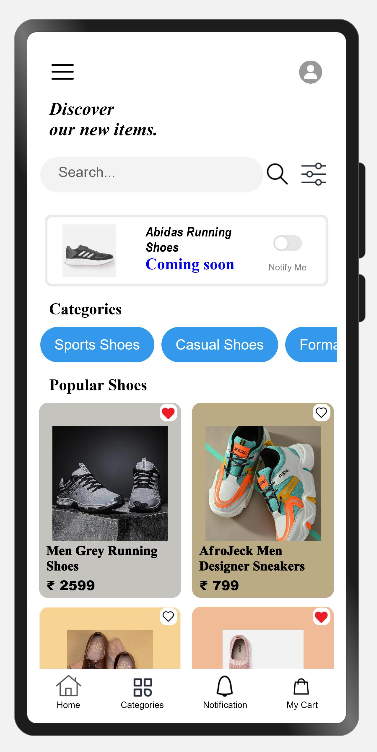 Discover
our new items.
Search...
Abidas Running
Shoes
Coming soon
Notify Me
Categories
Sports Shoes
Casual Shoes
Forma
Popular Shoes
Men Grey Running
Shoes
₹ 2599
AfroJeck Men
Designer Sneakers
₹ 799
Home
Categories
Notification
My Cart